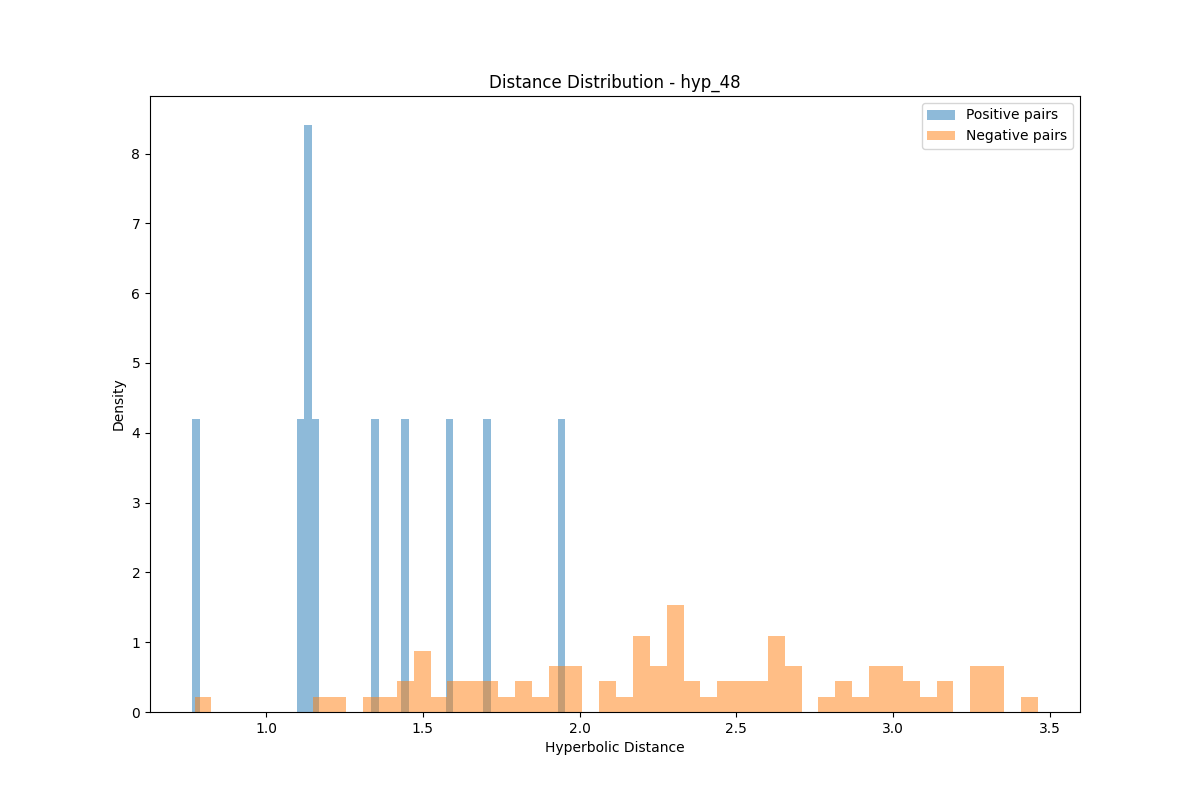 Distance Distribution - hyp_48
Positive pairs
Negative pairs
Density
8
7
6
5
4
3
2
1
0
1.0 1.5 2.0 2.5 3.0 3.5
Hyperbolic Distance